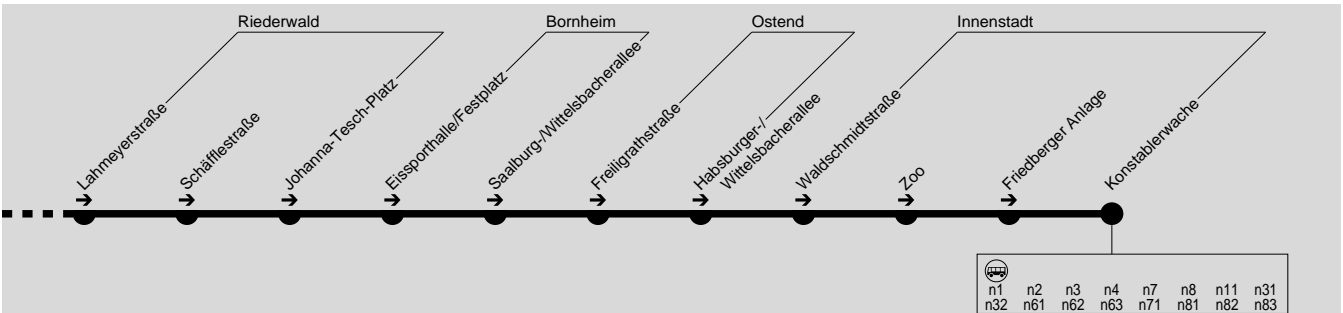 Riederwald
Bornheim
Ostend
Innenstadt
Lahmeyerstraße
Schäfflestraße
Johanna-Tesch-Platz
Eissporthalle/Festplatz
Saalburg-/Wittelsbacherallee
Freiligrathstraße
Habsburger-/
Wittelsbacherallee
Waldschmidtstraße
Zoo
Friedberger Anlage
Konstablerwache
n1 n2 n3 n4 n7 n8 n11 n31
n32 n61 n62 n63 n71 n81 n82 n83